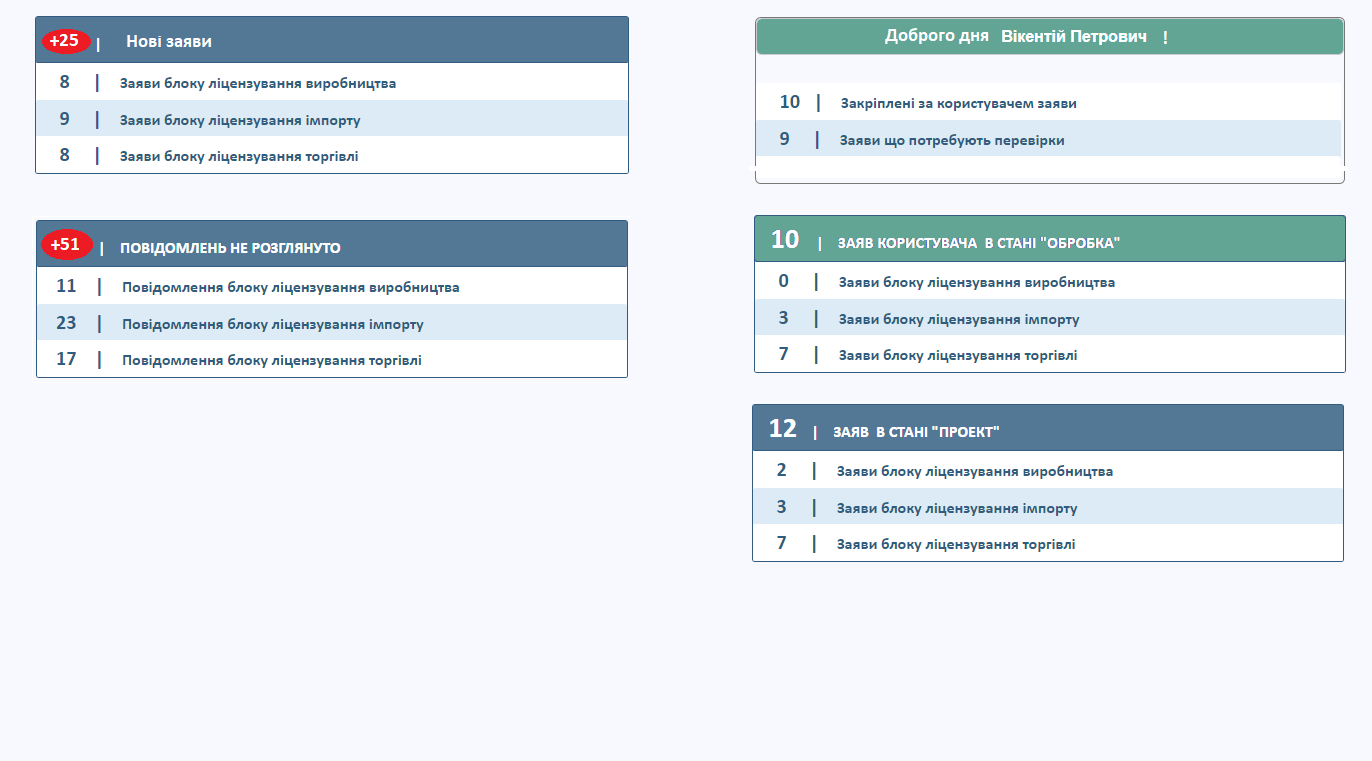 +25 | Нові заяви
8 | Заяви блоку ліцензування виробництва
9 | Заяви блоку ліцензування імпорту
8 | Заяви блоку ліцензування торгівлі
+51 | ПОВІДОМЛЕНЬ НЕ РОЗГЛЯНУТО
11 | Повідомлення блоку ліцензування виробництва
23 | Повідомлення блоку ліцензування імпорту
17 | Повідомлення блоку ліцензування торгівлі
Доброго дня Вікентій Петрович !
10 | Закріплені за користувачем заяви
9 | Заяви що потребують перевірки
10 | ЗАЯВ КОРИСТУВАЧА В СТАНІ "ОБРОБКА"
0 | Заяви блоку ліцензування виробництва
3 | Заяви блоку ліцензування імпорту
7 | Заяви блоку ліцензування торгівлі
12 | ЗАЯВ В СТАНІ "ПРОЕКТ"
2 | Заяви блоку ліцензування виробництва
3 | Заяви блоку ліцензування імпорту
7 | Заяви блоку ліцензування торгівлі